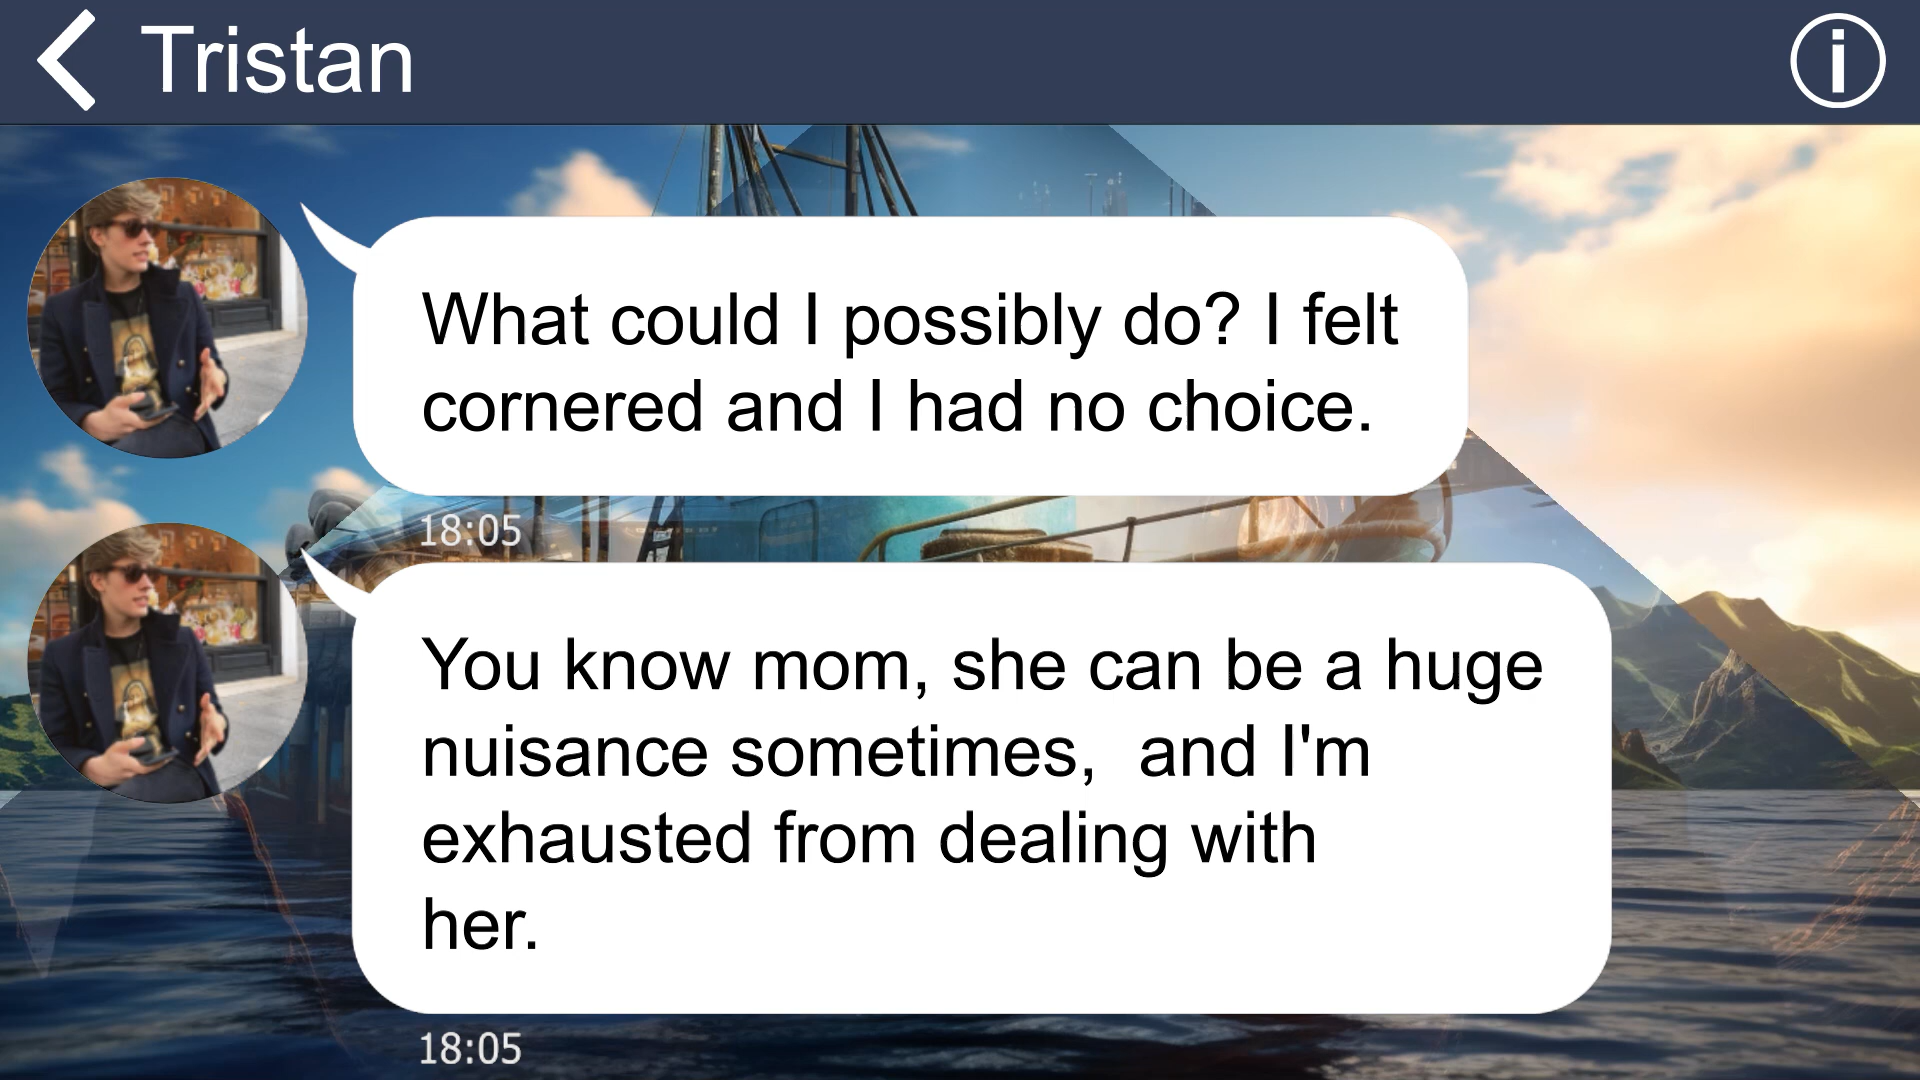 Tristan
What could I possibly do? I felt
cornered and I had no choice.
18:05
You know mom, she can be a huge
nuisance sometimes,  and I'm
exhausted from dealing with
her.
18:05